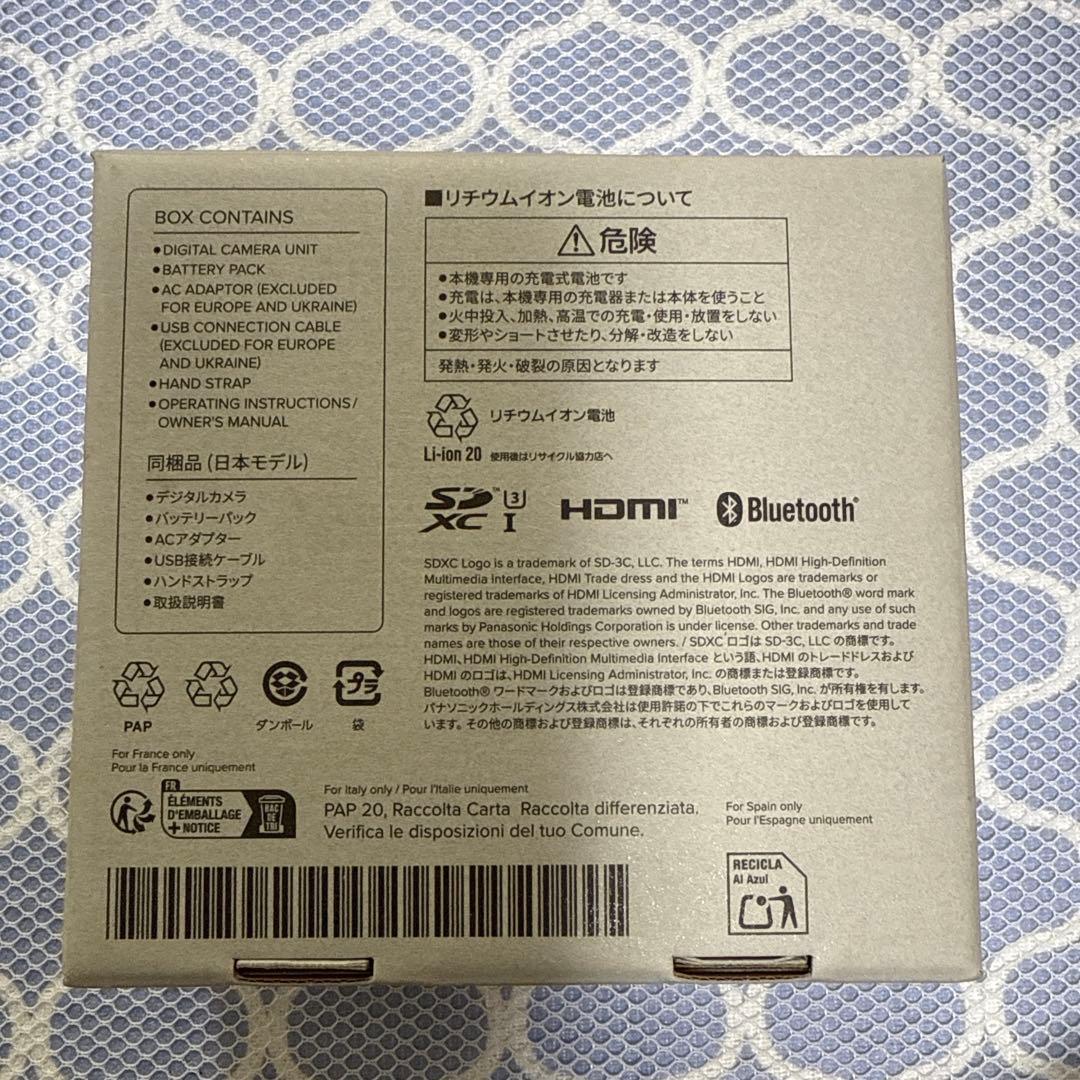 BOX CONTAINS
●DIGITAL CAMERA UNIT
●BATTERY PACK
●AC ADAPTOR (EXCLUDED
FOR EUROPE AND UKRAINE)
●USB CONNECTION CABLE
(EXCLUDED FOR EUROPE
AND UKRAINE)
●HAND STRAP
●OPERATING INSTRUCTIONS/
OWNER'S MANUAL
同梱品 (日本モデル)
●デジタルカメラ
●バッテリーパック
●ACアダプター
●USB接続ケーブル
●ハンドストラップ
●取扱説明書
■リチウムイオン電池について
危険
●本機専用の充電式電池です
●充電は、本機専用の充電器または本体を使うこと
●火中投入、加熱、高温での充電・使用・放置をしない
●変形やショートさせたり、分解・改造をしない
発熱・発火・破裂の原因となります
リチウムイオン電池
Li-ion 20 使用後はリサイクル協力店へ
SD XC™ U3 I HDMI™ Bluetooth®
SDXC Logo is a trademark of SD-3C, LLC. The terms HDMI, HDMI High-Definition
Multimedia Interface, HDMI Trade dress and the HDMI Logos are trademarks or
registered trademarks of HDMI Licensing Administrator, Inc. The Bluetooth® word mark
and logos are registered trademarks owned by Bluetooth SIG, Inc. and any use of such
marks by Panasonic Holdings Corporation is under license. Other trademarks and trade
names are those of their respective owners. / SDXC ロゴは SD-3C, LLC の商標です。
HDMI、HDMI High-Definition Multimedia Interface という語、HDMI のトレードドレスおよび
HDMI のロゴは、HDMI Licensing Administrator, Inc. の商標または登録商標です。
Bluetooth® ワードマークおよびロゴは登録商標であり、Bluetooth SIG, Inc. が所有権を有します。
パナソニックホールディングス株式会社は使用許諾の下でこれらのマークおよびロゴを使用して
います。その他の商標および登録商標は、それぞれの所有者の商標および登録商標です。
PAP
ダンボール
プラ
袋
For France only
Pour la France uniquement
FR
ÉLÉMENTS
D'EMBALLAGE
+ NOTICE
BAC
DE
TRI
For Italy only / Pour l'Italie uniquement
PAP 20, Raccolta Carta Raccolta differenziata.
Verifica le disposizioni del tuo Comune.
For Spain only
Pour l'Espagne uniquement
RECICLA
Al Azul